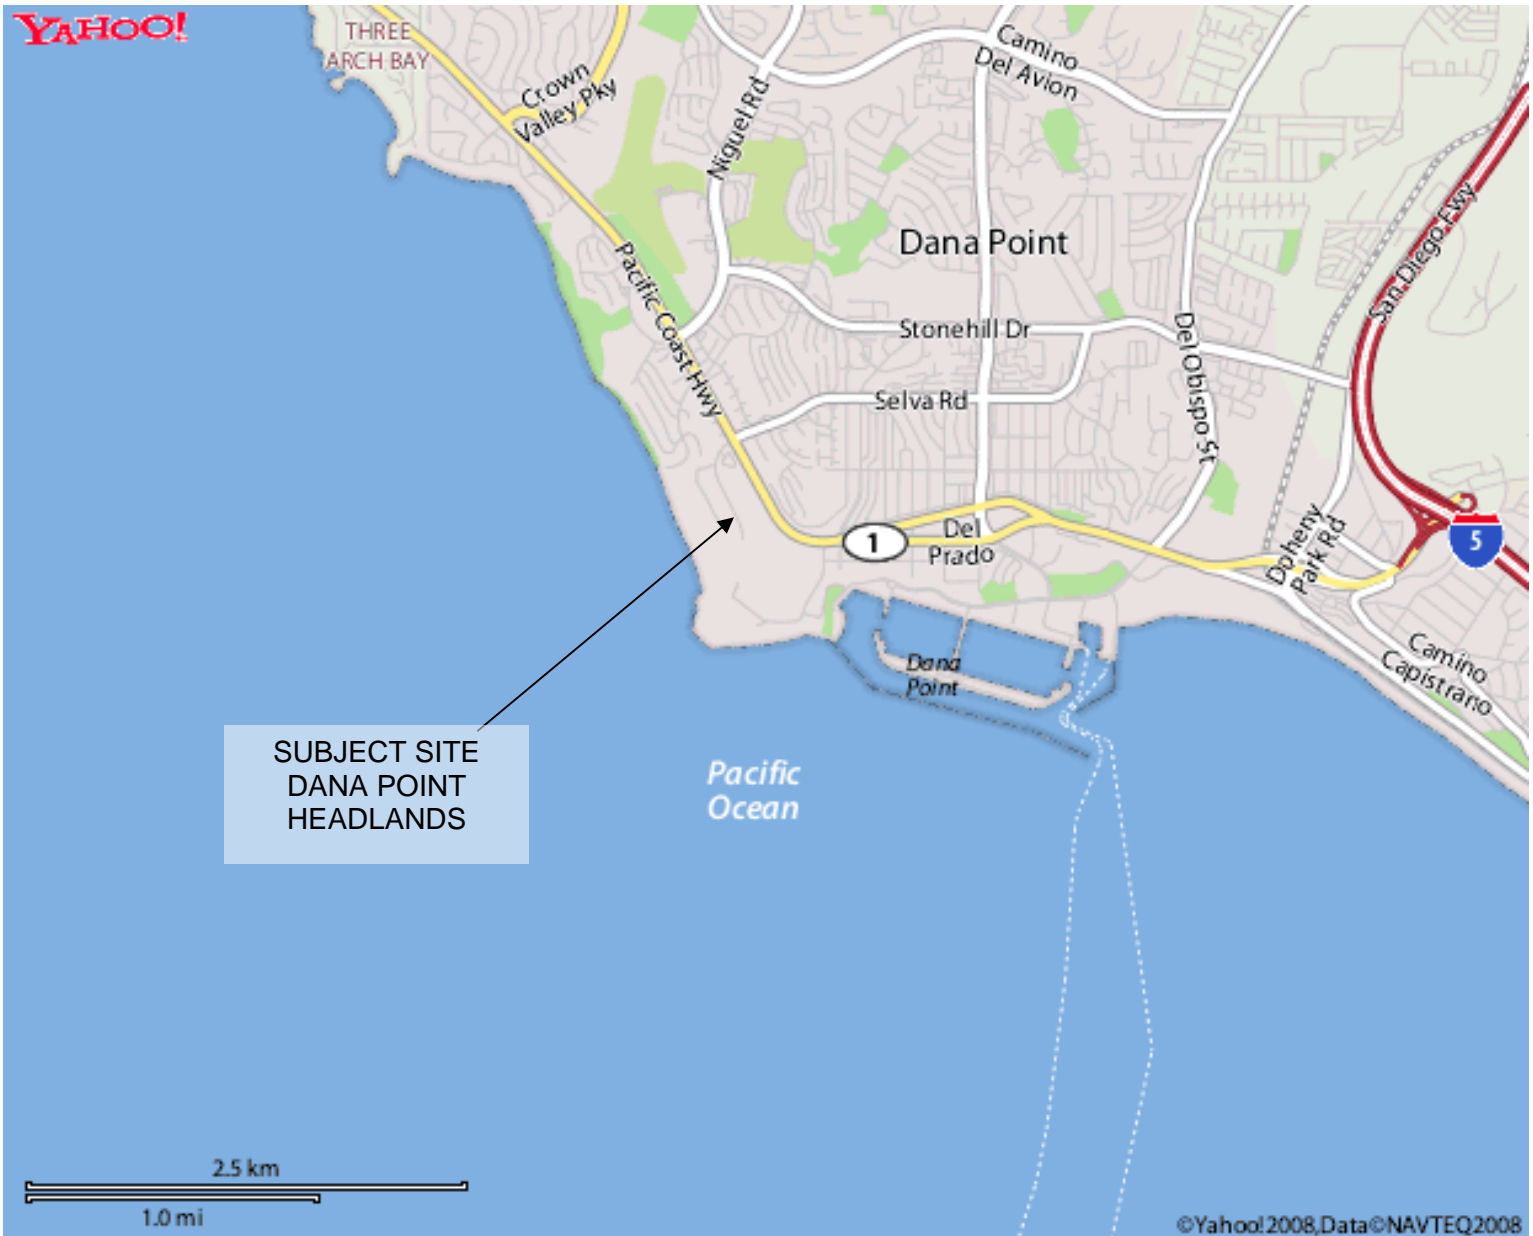 YAHOO!
THREE
ARCH BAY
Crown
Valley Pky
Niguel Rd
Camino
Del Avion
San Diego Fwy
Dana Point
Pacific Coast Hwy
Stonehill Dr
Del Obispo St
Selva Rd
1
Del
Prado
Doheny
Park Rd
5
Camino
Capistrano
Dana
Point
SUBJECT SITE
DANA POINT
HEADLANDS
Pacific
Ocean
2.5 km
1.0 mi
©Yahoo!2008,Data©NAVTEQ2008